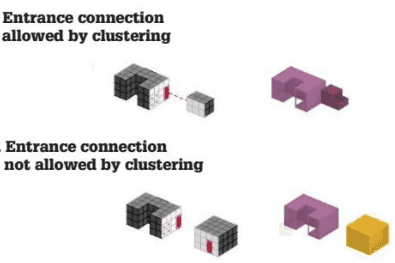 Entrance connection
allowed by clustering
. Entrance connection
not allowed by clustering